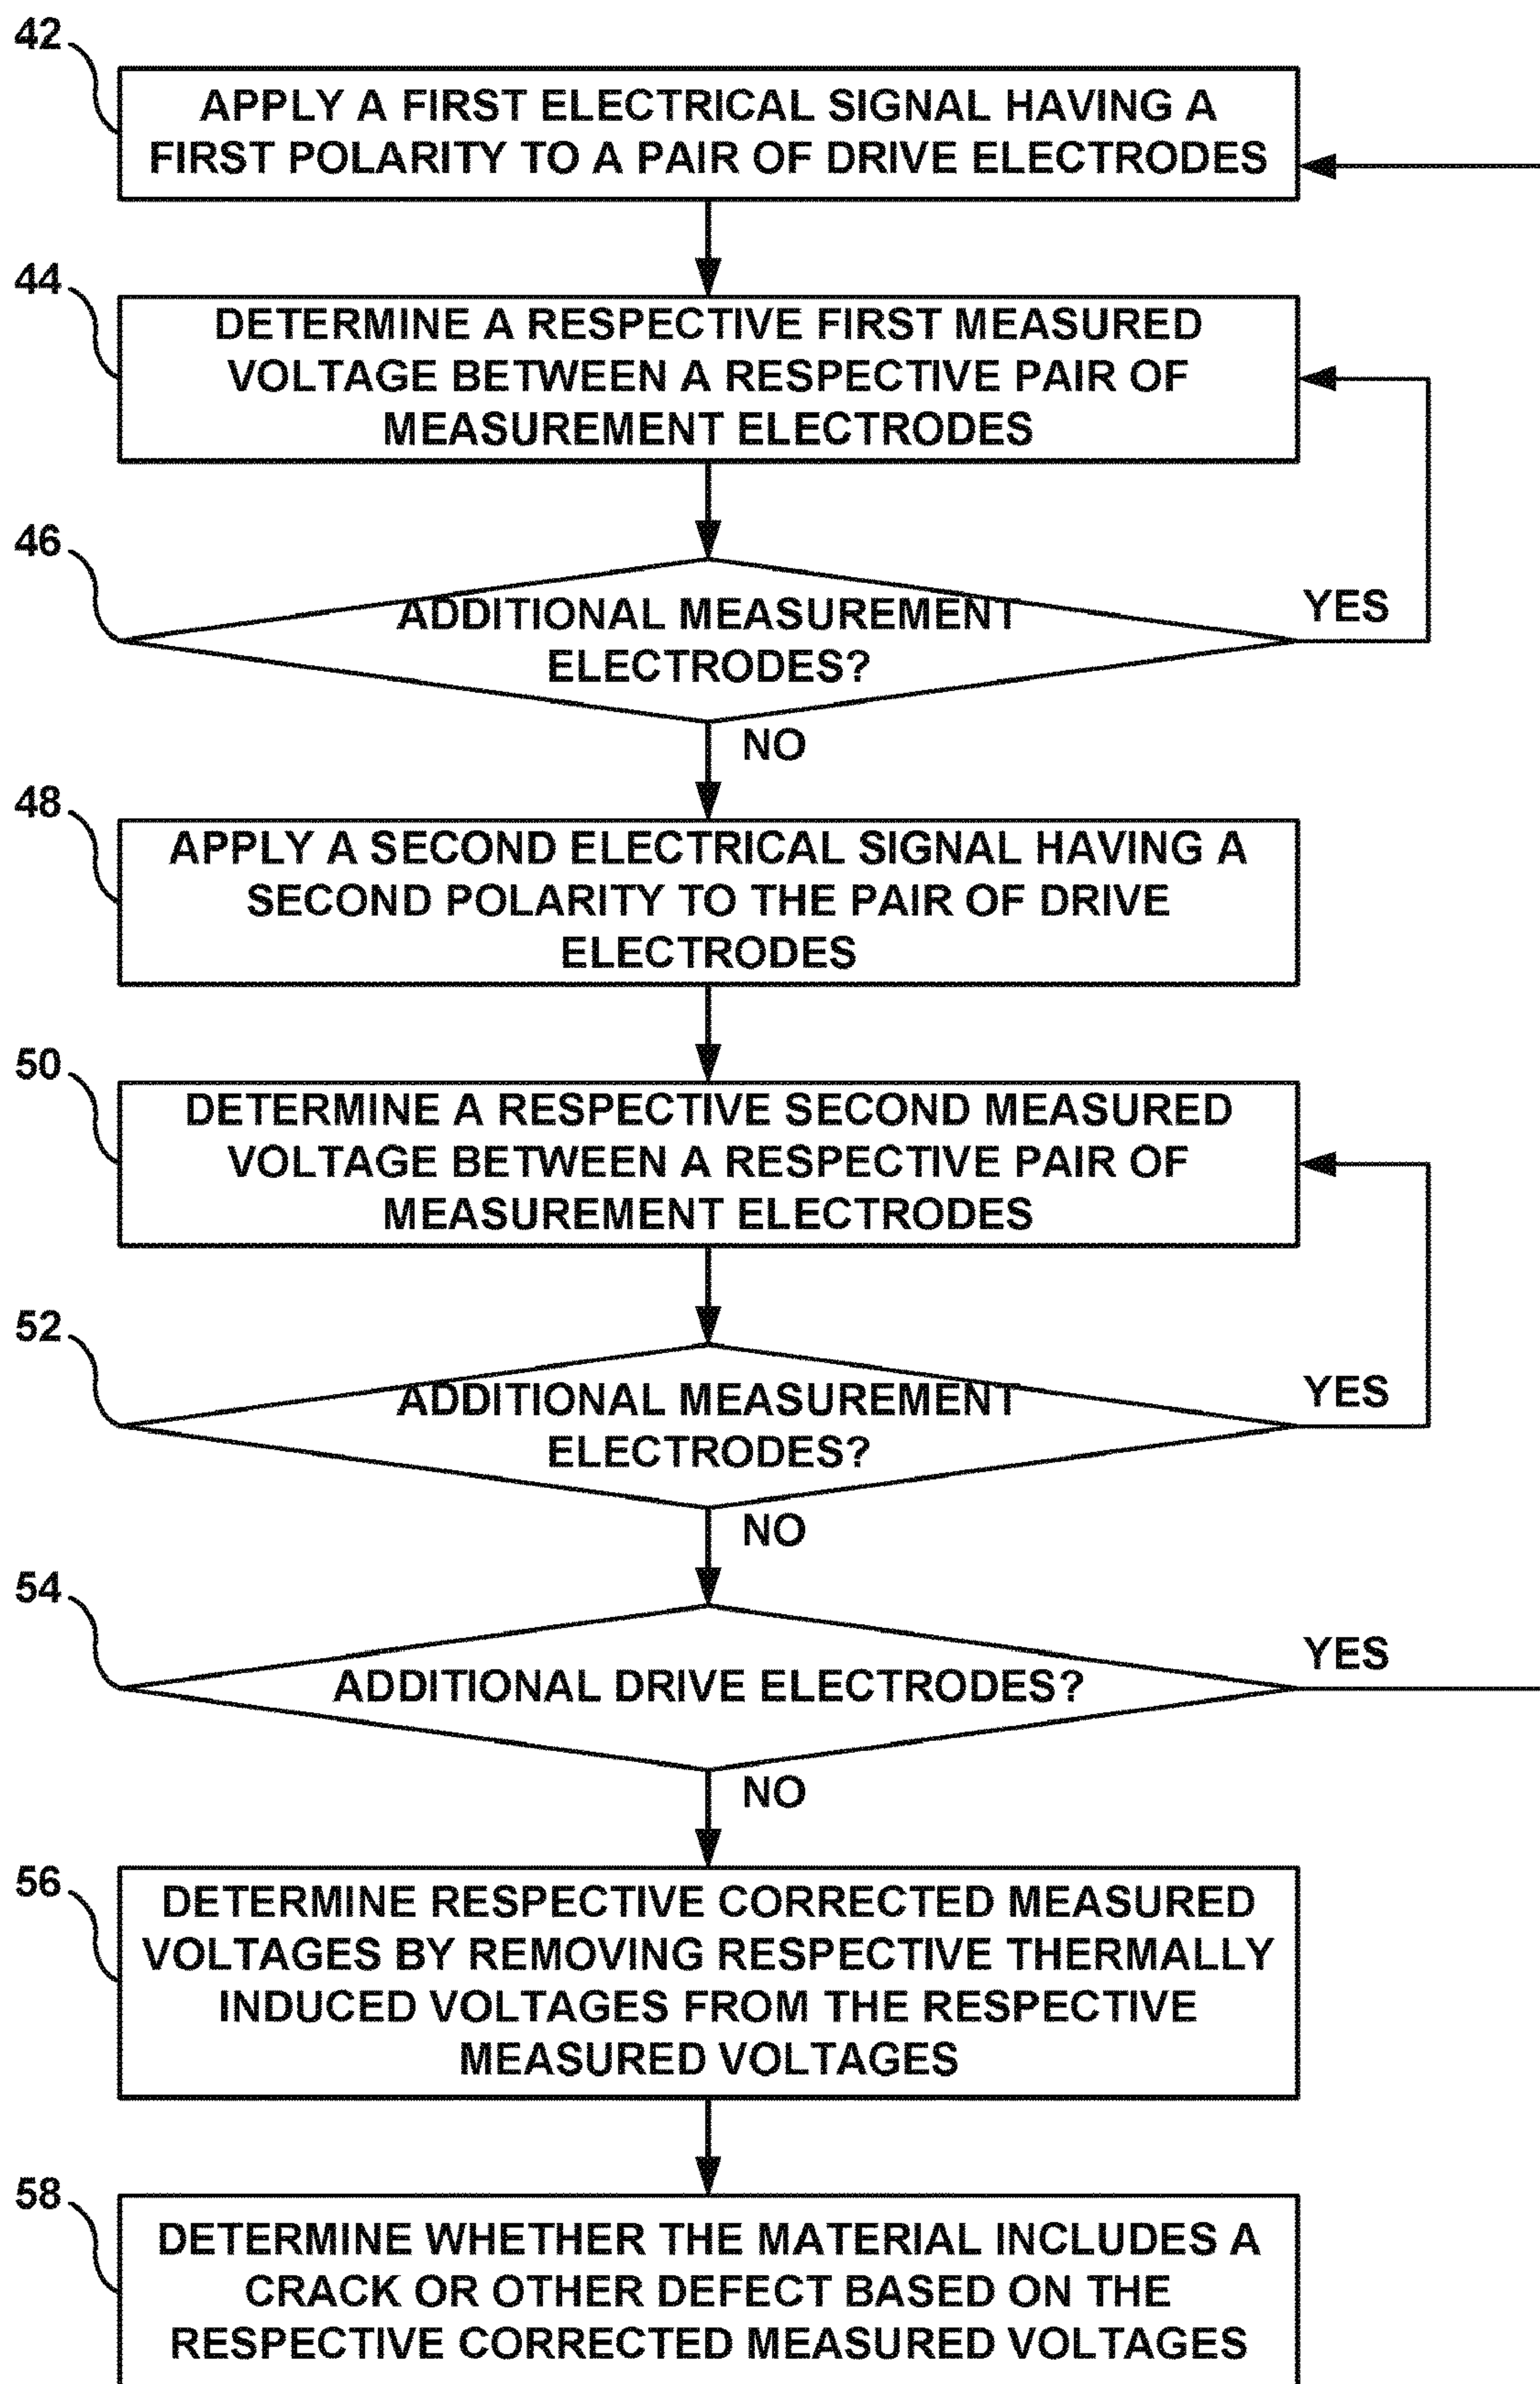 42
APPLY A FIRST ELECTRICAL SIGNAL HAVING A
FIRST POLARITY TO A PAIR OF DRIVE ELECTRODES
44
DETERMINE A RESPECTIVE FIRST MEASURED
VOLTAGE BETWEEN A RESPECTIVE PAIR OF
MEASUREMENT ELECTRODES
46
ADDITIONAL MEASUREMENT
ELECTRODES?
YES
NO
48
APPLY A SECOND ELECTRICAL SIGNAL HAVING A
SECOND POLARITY TO THE PAIR OF DRIVE
ELECTRODES
50
DETERMINE A RESPECTIVE SECOND MEASURED
VOLTAGE BETWEEN A RESPECTIVE PAIR OF
MEASUREMENT ELECTRODES
52
ADDITIONAL MEASUREMENT
ELECTRODES?
YES
NO
54
ADDITIONAL DRIVE ELECTRODES?
YES
NO
56
DETERMINE RESPECTIVE CORRECTED MEASURED
VOLTAGES BY REMOVING RESPECTIVE THERMALLY
INDUCED VOLTAGES FROM THE RESPECTIVE
MEASURED VOLTAGES
58
DETERMINE WHETHER THE MATERIAL INCLUDES A
CRACK OR OTHER DEFECT BASED ON THE
RESPECTIVE CORRECTED MEASURED VOLTAGES